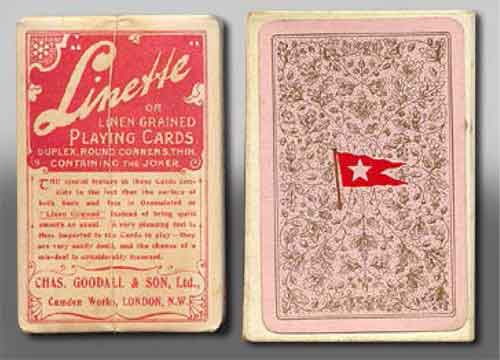 "Linette"
OR
LINEN GRAINED
PLAYING CARDS
DUPLEX, ROUND CORNERS, THIN,
CONTAINING THE JOKER.
THE special feature in these Cards con-
sists in the fact that the surface of
both back and face is Granulated or
"Linen Grained" instead of being quite
smooth as usual. A very pleasing feel is
thus imparted to the Cards in play—they
are very easily dealt, and the chance of a
mis-deal is considerably lessened.
CHAS. GOODALL & SON, Ltd.,
Camden Works, LONDON, N.W.